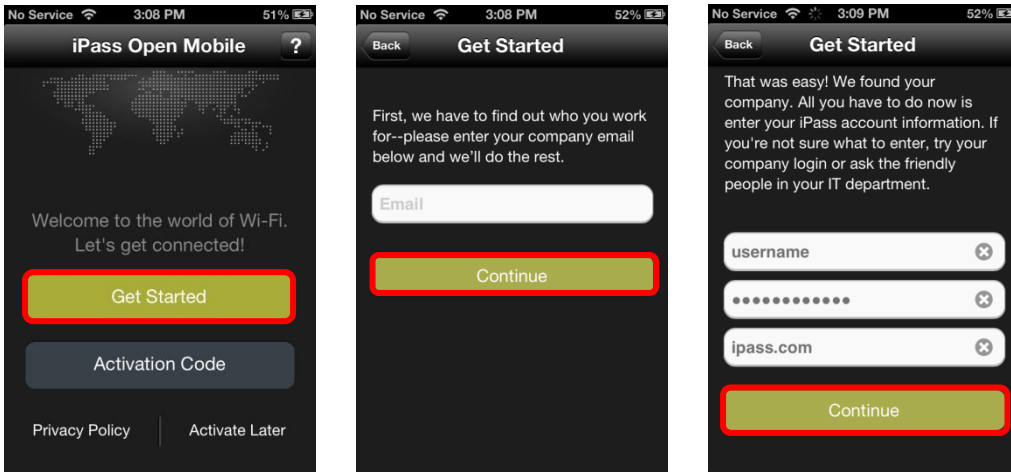 No Service 3:08 PM 51%
iPass Open Mobile ?
Welcome to the world of Wi-Fi.
Let's get connected!
Get Started
Activation Code
Privacy Policy Activate Later
No Service 3:08 PM 52%
Back Get Started
First, we have to find out who you work
for--please enter your company email
below and we'll do the rest.
Email
Continue
No Service 3:09 PM 52%
Back Get Started
That was easy! We found your
company. All you have to do now is
enter your iPass account information. If
you're not sure what to enter, try your
company login or ask the friendly
people in your IT department.
username
●●●●●●●●●●●●
ipass.com
Continue